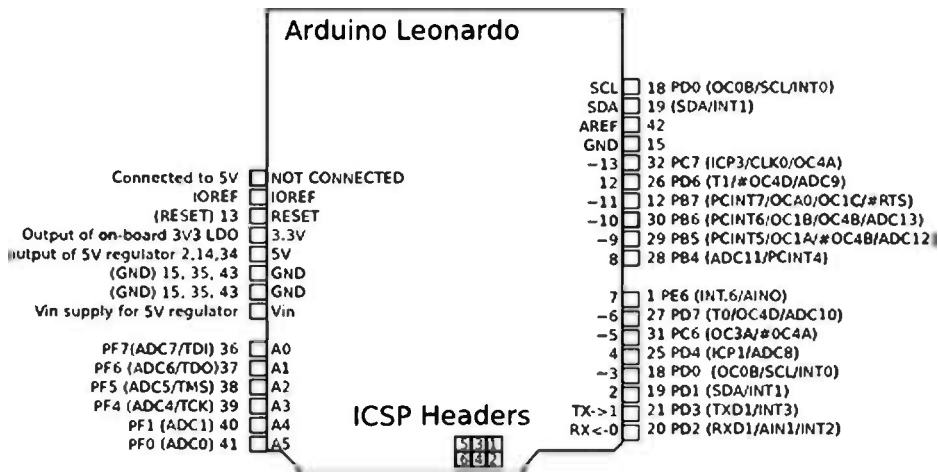 Arduino Leonardo
SCL 18 PD0 (OC0B/SCL/INT0)
SDA 19 (SDA/INT1)
AREF 42
GND 15
~13 32 PC7 (ICP3/CLK0/OC4A)
12 26 PD6 (T1/#OC4D/ADC9)
~11 12 PB7 (PCINT7/OCA0/OC1C/#RTS)
~10 30 PB6 (PCINT6/OC1B/OC4B/ADC13)
~9 29 PB5 (PCINT5/OC1A/#OC4B/ADC12
8 28 PB4 (ADC11/PCINT4)
7 1 PE6 (INT.6/AINO)
~6 27 PD7 (T0/OC4D/ADC10)
~5 31 PC6 (OC3A/#0C4A)
4 25 PD4 (ICP1/ADC8)
~3 18 PD0 (OC0B/SCL/INT0)
2 19 PD1 (SDA/INT1)
TX->1 21 PD3 (TXD1/INT3)
RX<-0 20 PD2 (RXD1/AIN1/INT2)
Connected to 5V NOT CONNECTED
IOREF IOREF
(RESET) 13 RESET
Output of on-board 3V3 LDO 3.3V
utput of 5V regulator 2,14,34 5V
(GND) 15, 35, 43 GND
(GND) 15, 35, 43 GND
Vin supply for 5V regulator Vin
PF7(ADC7/TDI) 36 A0
PF6 (ADC6/TDO)37 A1
PF5 (ADC5/TMS) 38 A2
PF4 (ADC4/TCK) 39 A3
PF1 (ADC1) 40 A4
PF0 (ADC0) 41 A5
ICSP Headers
5 3 1
6 4 2